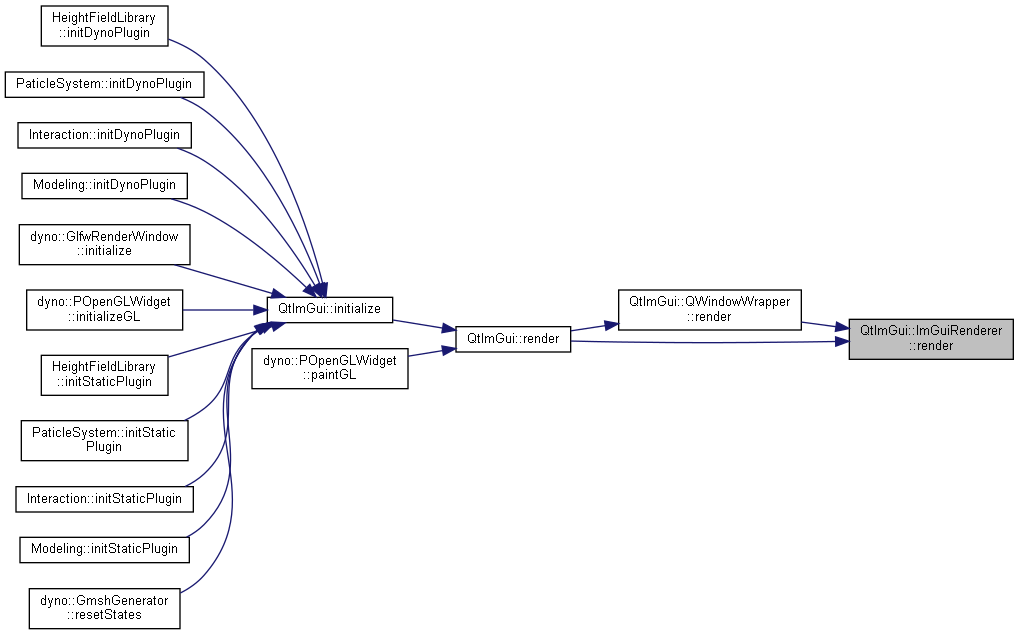 HeightFieldLibrary
::initDynoPlugin
PaticleSystem::initDynoPlugin
Interaction::initDynoPlugin
Modeling::initDynoPlugin
dyno::GlfwRenderWindow
::initialize
dyno::POpenGLWidget
::initializeGL
HeightFieldLibrary
::initStaticPlugin
PaticleSystem::initStatic
Plugin
Interaction::initStaticPlugin
Modeling::initStaticPlugin
dyno::GmshGenerator
::resetStates
QtImGui::initialize
dyno::POpenGLWidget
::paintGL
QtImGui::render
QtImGui::QWindowWrapper
::render
QtImGui::ImGuiRenderer
::render